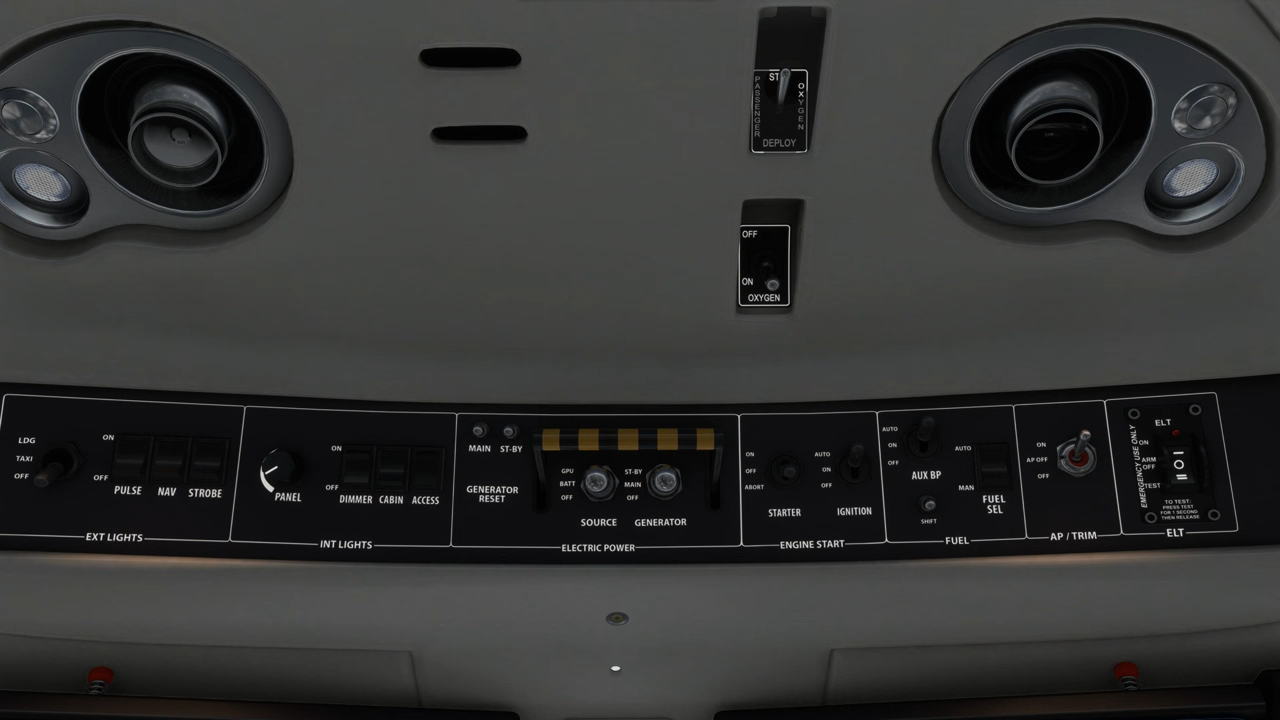 ST
PASSENGER
OXYGEN
DEPLOY
OFF
ON
OXYGEN
LDG
TAXI
OFF
ON
OFF
PULSE
NAV
STROBE
EXT LIGHTS
PANEL
ON
OFF
DIMMER
CABIN
ACCESS
INT LIGHTS
MAIN
ST-BY
GENERATOR
RESET
GPU
BATT
OFF
SOURCE
ST-BY
MAIN
OFF
GENERATOR
ELECTRIC POWER
ON
OFF
ABORT
STARTER
AUTO
ON
OFF
IGNITION
ENGINE START
AUTO
ON
OFF
AUX BP
SHIFT
AUTO
MAN
FUEL
SEL
FUEL
ON
AP OFF
OFF
AP / TRIM
EMERGENCY USE ONLY
ELT
ON
ARM
OFF
TEST
TO TEST:
PRESS TEST
FOR 1 SECOND
THEN RELEASE
ELT